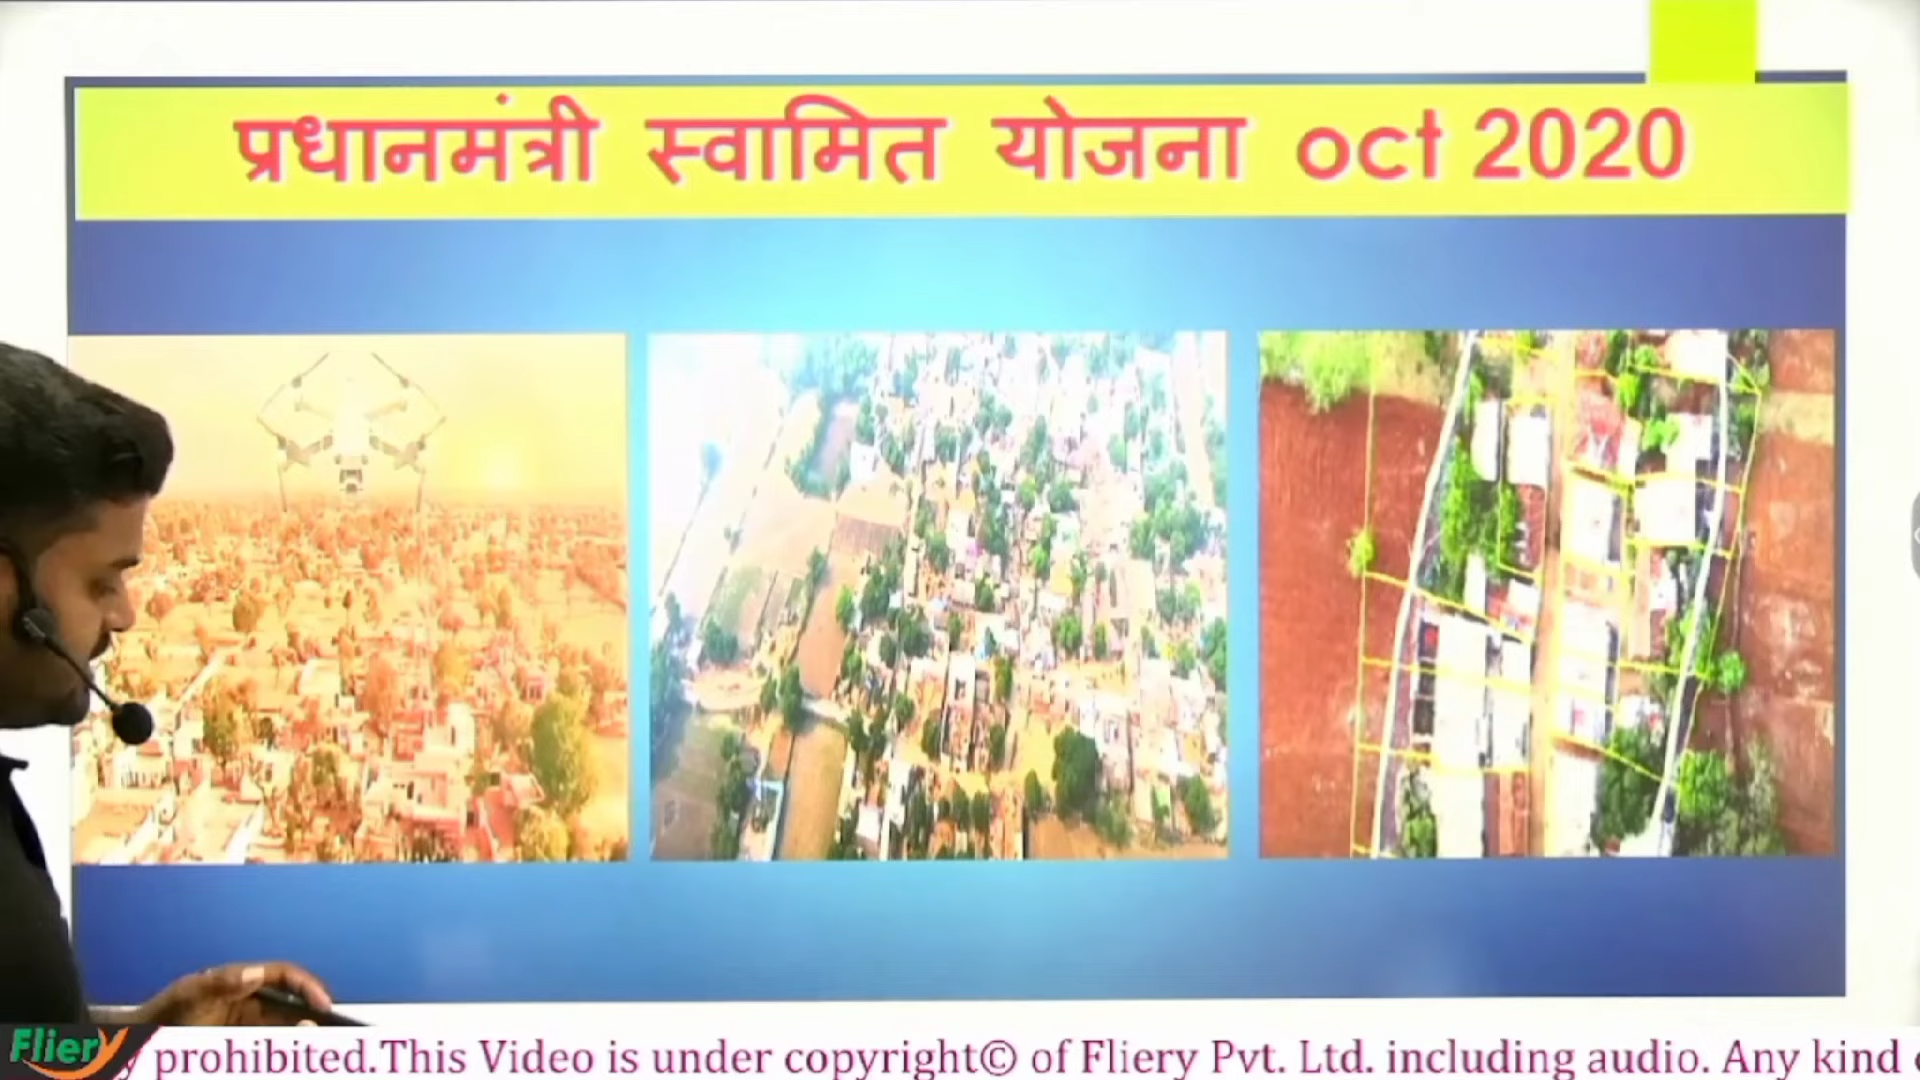 प्रधानमंत्री स्वामित योजना oct 2020
Fliery
prohibited.This Video is under copyright© of Fliery Pvt. Ltd. including audio. Any kind